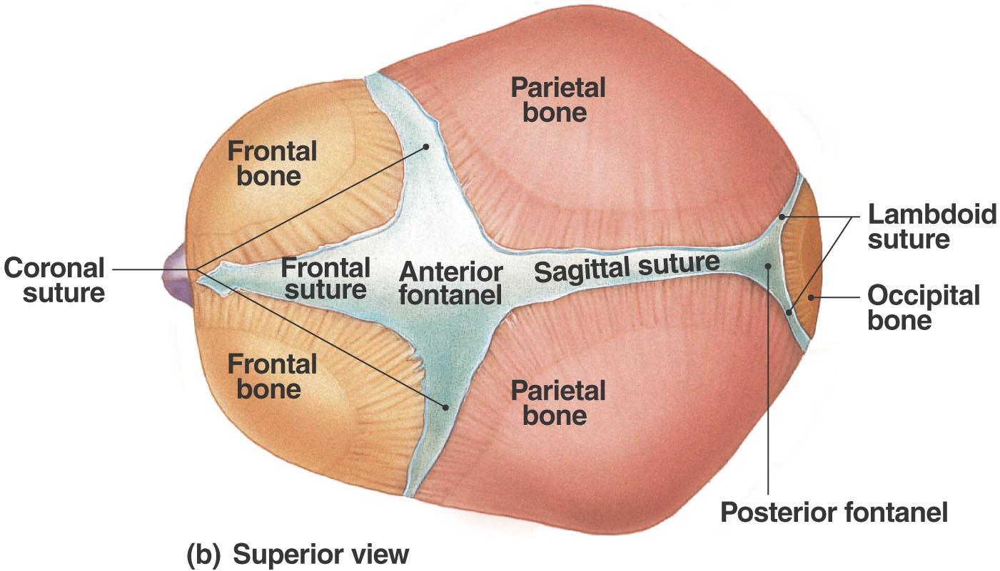 Parietal
bone
Frontal
bone
Lambdoid
suture
Coronal
suture
Frontal
suture
Anterior
fontanel
Sagittal suture
Occipital
bone
Frontal
bone
Parietal
bone
Posterior fontanel
(b) Superior view